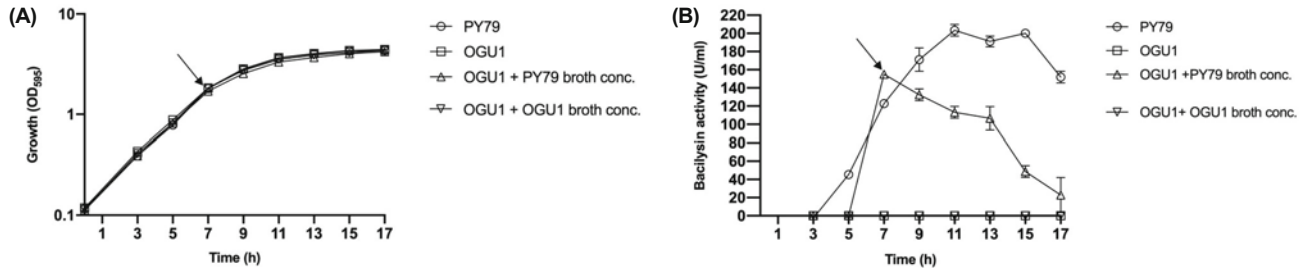 (A)
Growth (OD595)
10
1
0.1
1 3 5 7 9 11 13 15 17
Time (h)
PY79
OGU1
OGU1 + PY79 broth conc.
OGU1 + OGU1 broth conc.
(B)
Bacilysin activity (U/ml)
220
200
180
160
140
120
100
80
60
40
20
0
1 3 5 7 9 11 13 15 17
Time (h)
PY79
OGU1
OGU1 +PY79 broth conc.
OGU1+ OGU1 broth conc.